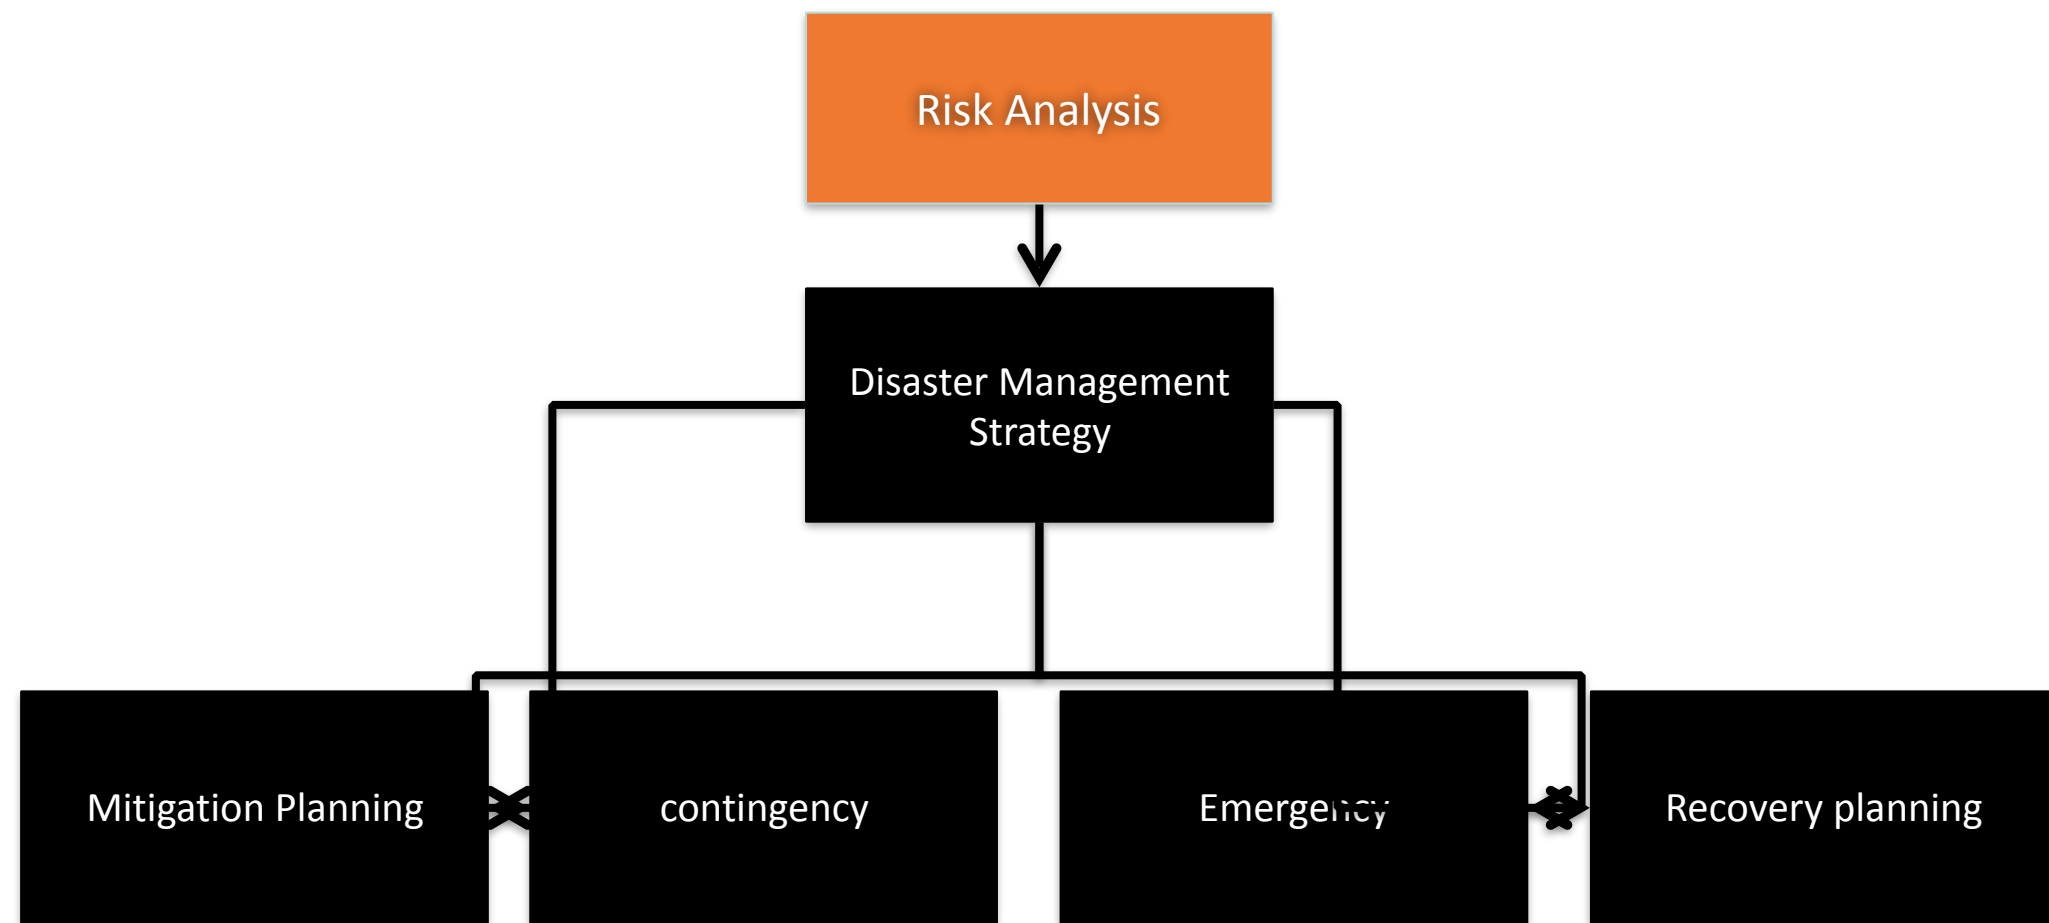 Risk Analysis
Disaster Management
Strategy
Mitigation Planning
contingency
Emergency
Recovery planning